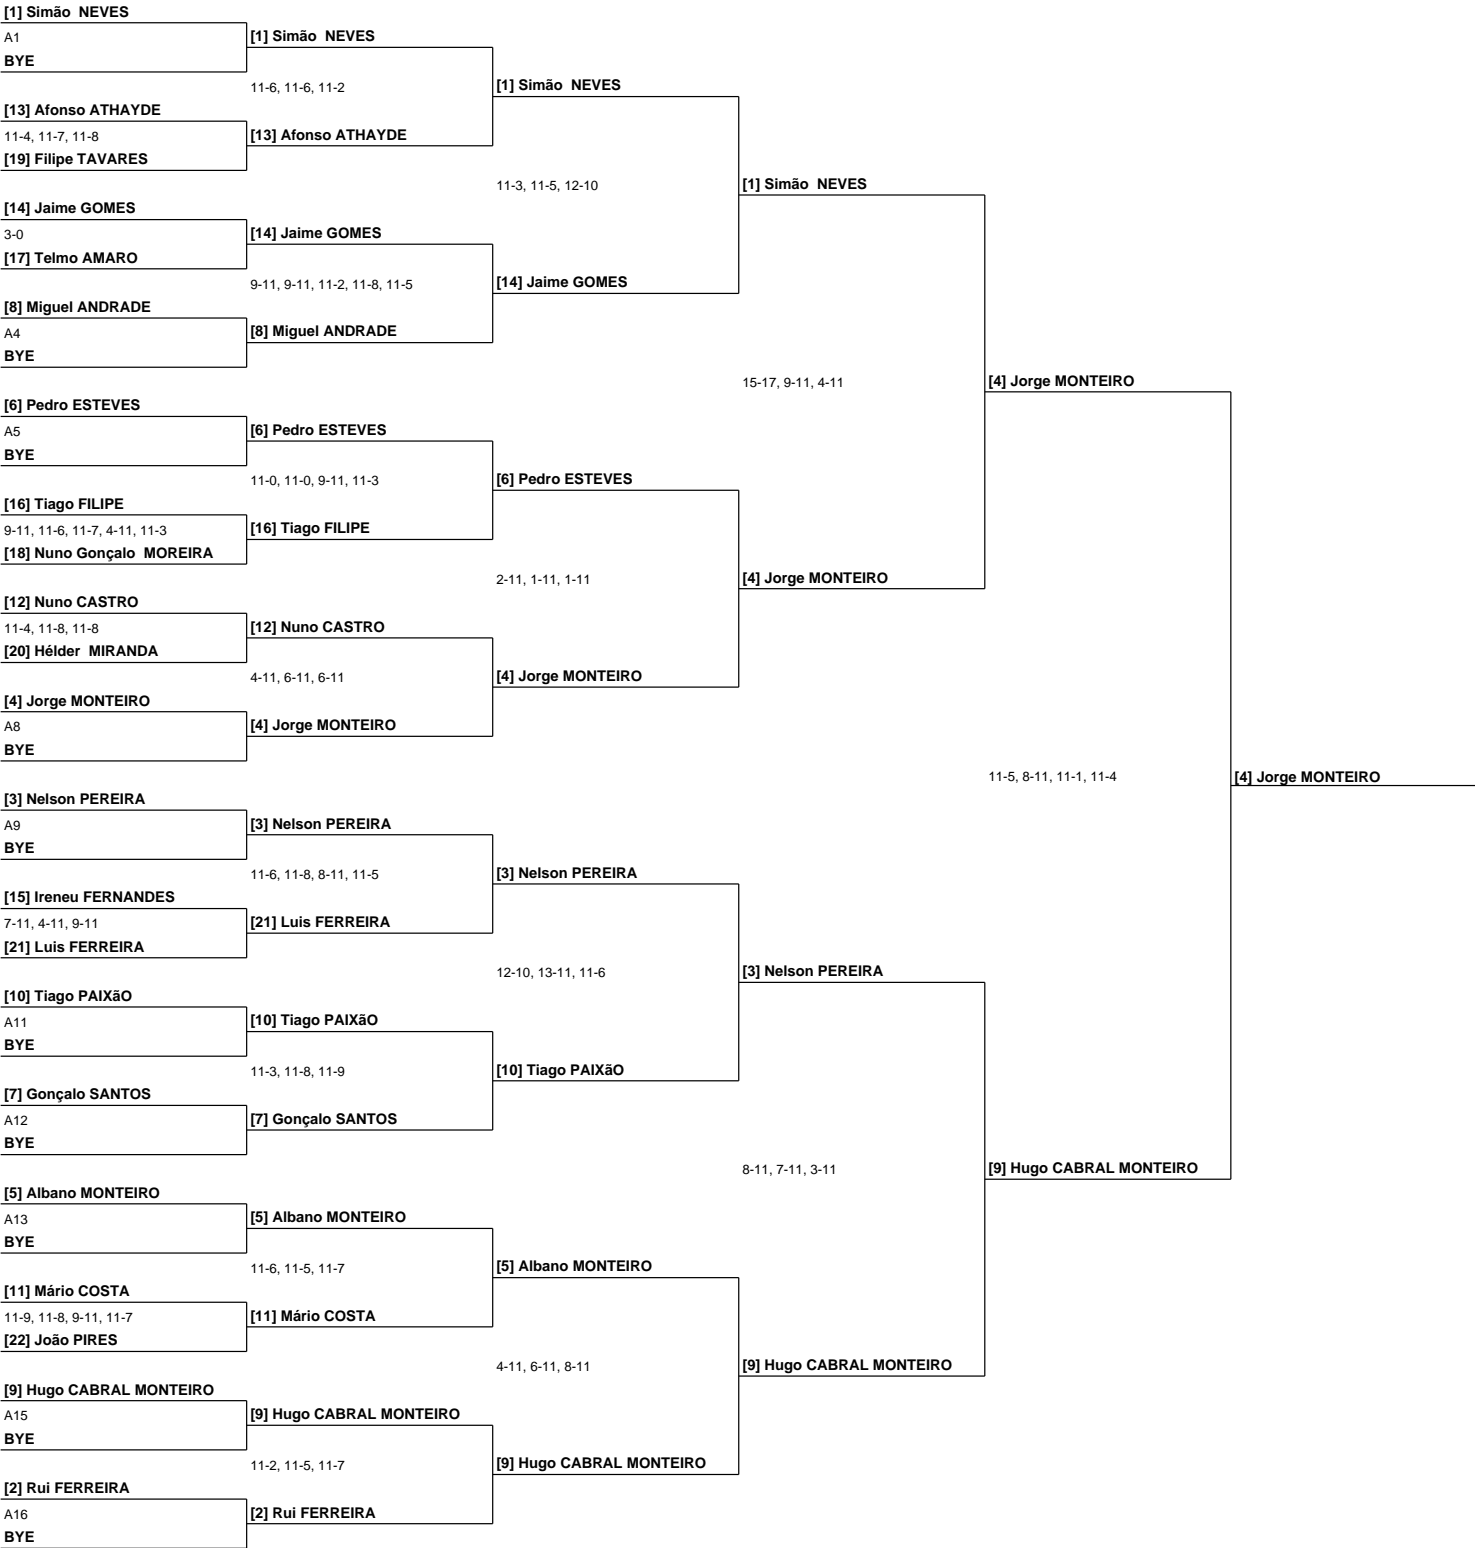 [1] Simão  NEVES
A1
BYE
[1] Simão  NEVES
11-6, 11-6, 11-2
[1] Simão  NEVES
[13] Afonso ATHAYDE
11-4, 11-7, 11-8
[19] Filipe TAVARES
[13] Afonso ATHAYDE
11-3, 11-5, 12-10
[1] Simão  NEVES
[14] Jaime GOMES
3-0
[17] Telmo AMARO
[14] Jaime GOMES
9-11, 9-11, 11-2, 11-8, 11-5
[14] Jaime GOMES
[8] Miguel ANDRADE
A4
BYE
[8] Miguel ANDRADE
15-17, 9-11, 4-11
[4] Jorge MONTEIRO
[6] Pedro ESTEVES
A5
BYE
[6] Pedro ESTEVES
11-0, 11-0, 9-11, 11-3
[6] Pedro ESTEVES
[16] Tiago FILIPE
9-11, 11-6, 11-7, 4-11, 11-3
[18] Nuno Gonçalo  MOREIRA
[16] Tiago FILIPE
2-11, 1-11, 1-11
[4] Jorge MONTEIRO
[12] Nuno CASTRO
11-4, 11-8, 11-8
[20] Hélder  MIRANDA
[12] Nuno CASTRO
4-11, 6-11, 6-11
[4] Jorge MONTEIRO
[4] Jorge MONTEIRO
A8
BYE
[4] Jorge MONTEIRO
11-5, 8-11, 11-1, 11-4
[4] Jorge MONTEIRO
[3] Nelson PEREIRA
A9
BYE
[3] Nelson PEREIRA
11-6, 11-8, 8-11, 11-5
[3] Nelson PEREIRA
[15] Ireneu FERNANDES
7-11, 4-11, 9-11
[21] Luis FERREIRA
[21] Luis FERREIRA
12-10, 13-11, 11-6
[3] Nelson PEREIRA
[10] Tiago PAIXãO
A11
BYE
[10] Tiago PAIXãO
11-3, 11-8, 11-9
[10] Tiago PAIXãO
[7] Gonçalo SANTOS
A12
BYE
[7] Gonçalo SANTOS
8-11, 7-11, 3-11
[9] Hugo CABRAL MONTEIRO
[5] Albano MONTEIRO
A13
BYE
[5] Albano MONTEIRO
11-6, 11-5, 11-7
[5] Albano MONTEIRO
[11] Mário COSTA
11-9, 11-8, 9-11, 11-7
[22] João PIRES
[11] Mário COSTA
4-11, 6-11, 8-11
[9] Hugo CABRAL MONTEIRO
[9] Hugo CABRAL MONTEIRO
A15
BYE
[9] Hugo CABRAL MONTEIRO
11-2, 11-5, 11-7
[9] Hugo CABRAL MONTEIRO
[2] Rui FERREIRA
A16
BYE
[2] Rui FERREIRA